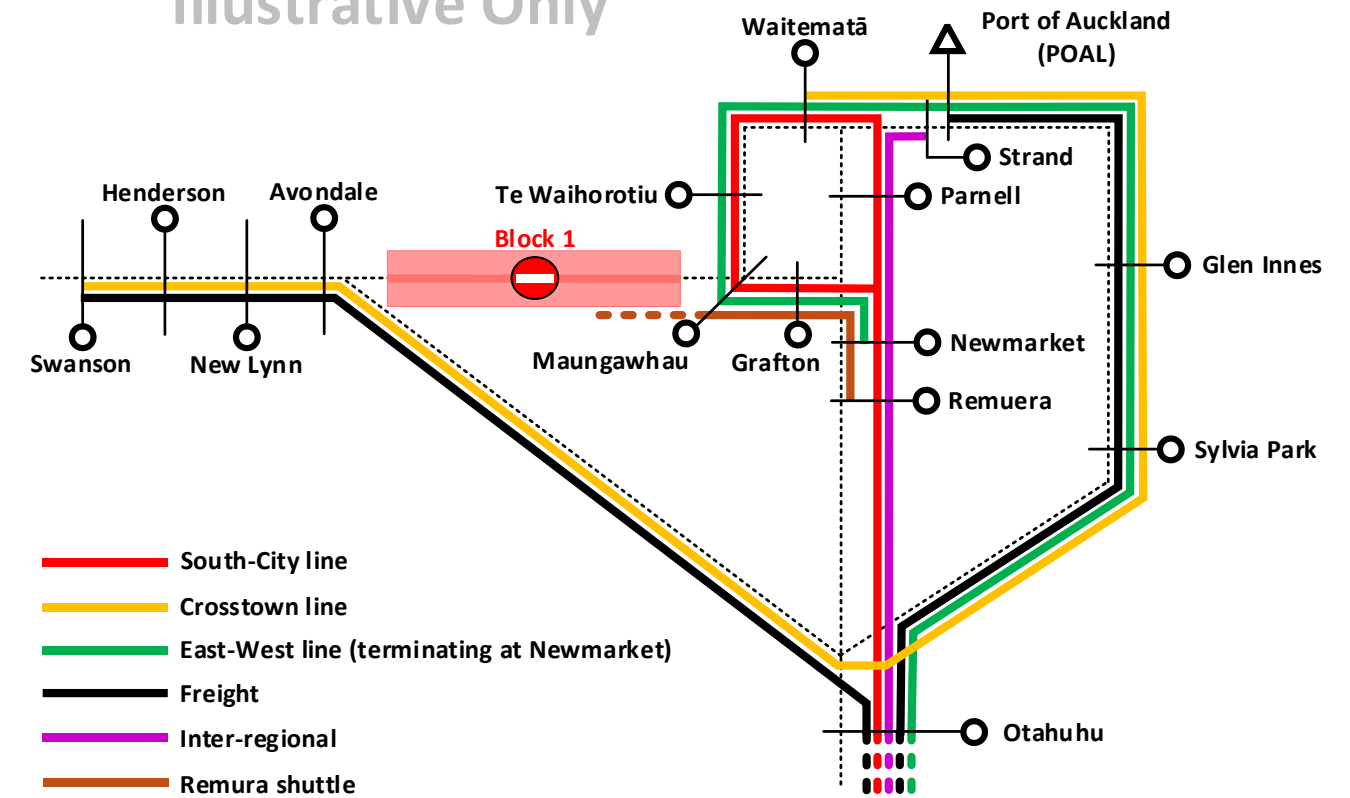 Illustrative Only
Waitematā
Port of Auckland
(POAL)
Strand
Henderson
Avondale
Te Waihorotiu
Parnell
Block 1
Glen Innes
Swanson
New Lynn
Maungawhau
Grafton
Newmarket
Remuera
Sylvia Park
South-City line
Crosstown line
East-West line (terminating at Newmarket)
Freight
Inter-regional
Otahuhu
Remura shuttle